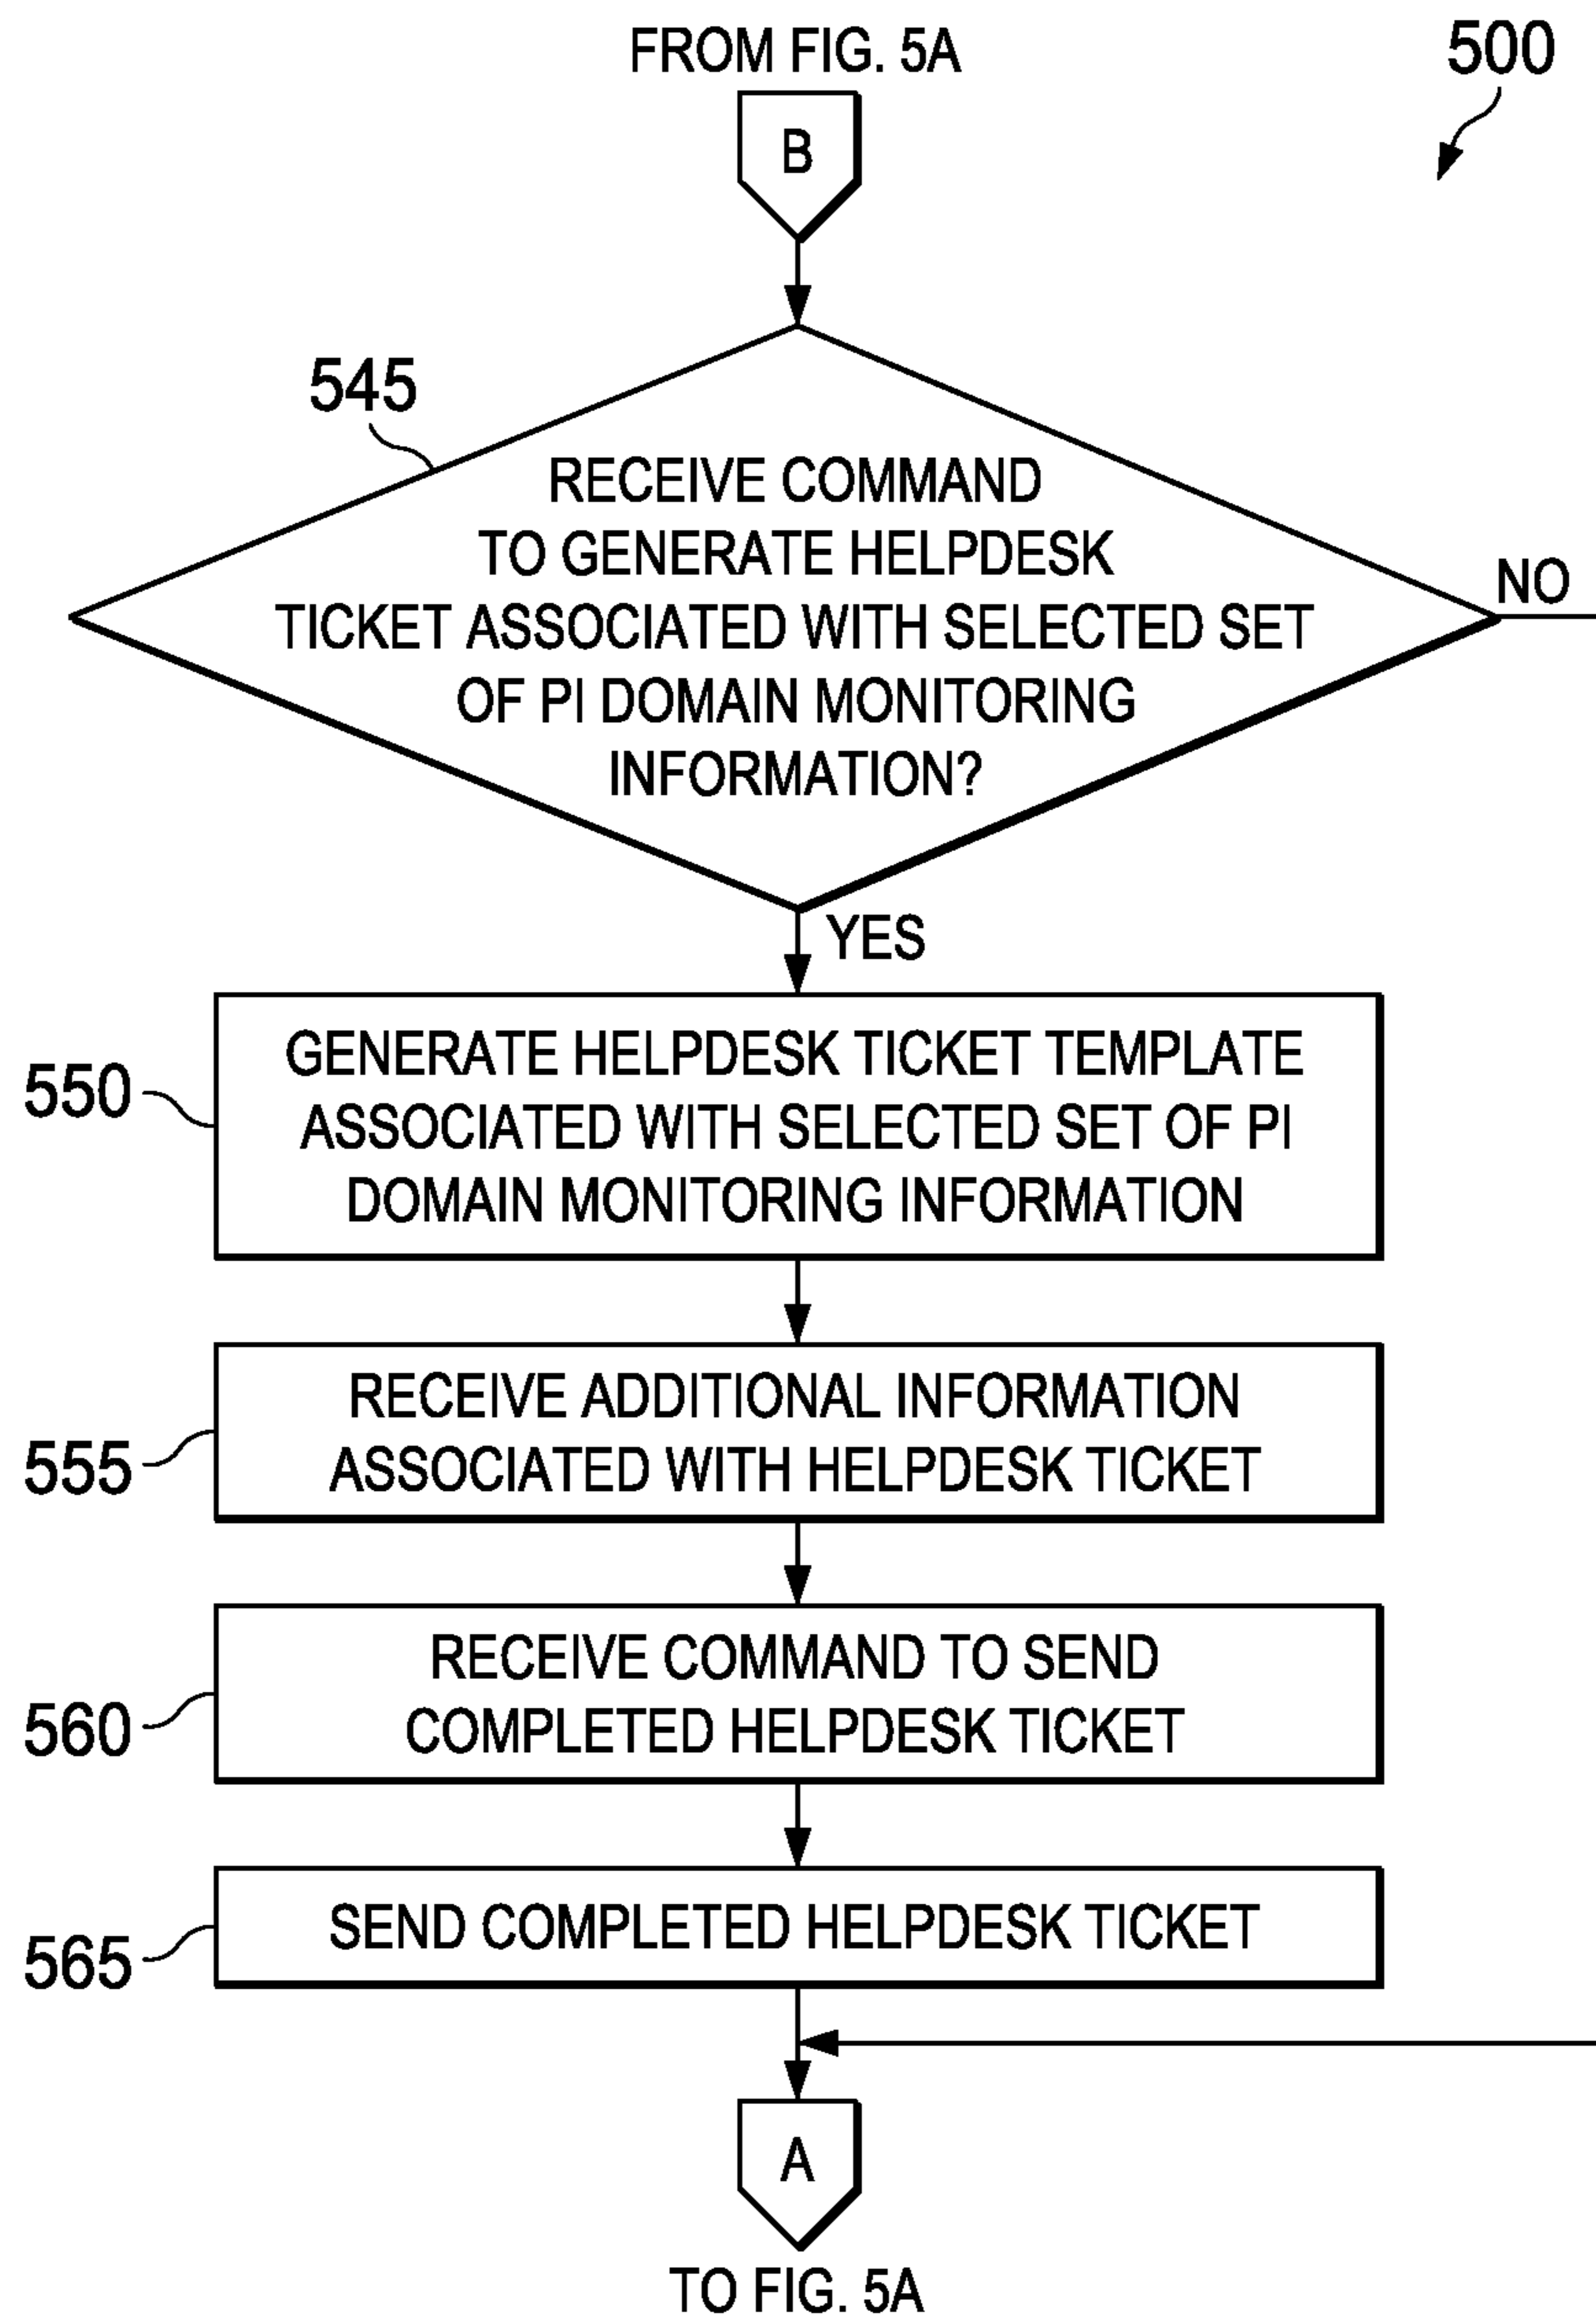 FROM FIG. 5A
500
B
545
RECEIVE COMMAND
TO GENERATE HELPDESK
TICKET ASSOCIATED WITH SELECTED SET
OF PI DOMAIN MONITORING
INFORMATION?
NO
YES
550
GENERATE HELPDESK TICKET TEMPLATE
ASSOCIATED WITH SELECTED SET OF PI
DOMAIN MONITORING INFORMATION
555
RECEIVE ADDITIONAL INFORMATION
ASSOCIATED WITH HELPDESK TICKET
560
RECEIVE COMMAND TO SEND
COMPLETED HELPDESK TICKET
565
SEND COMPLETED HELPDESK TICKET
A
TO FIG. 5A